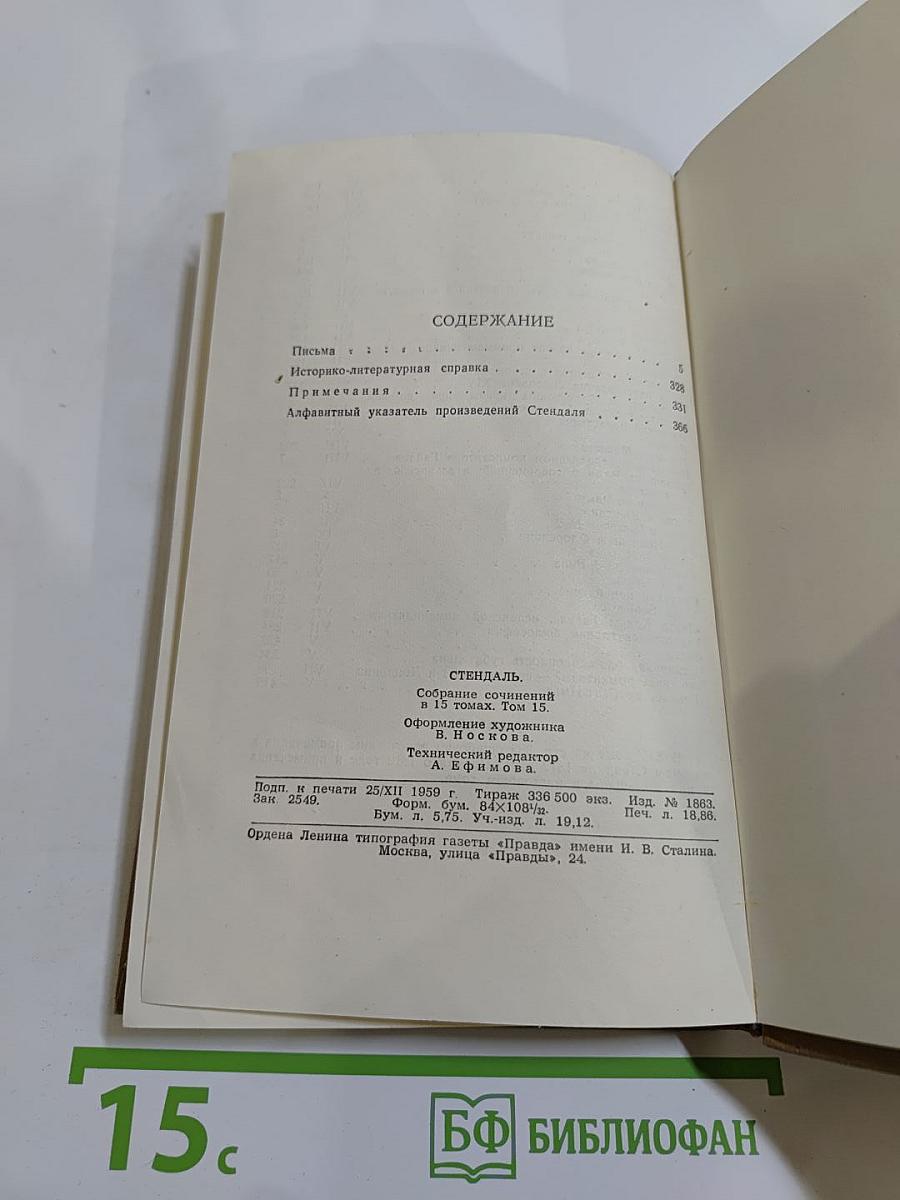 СОДЕРЖАНИЕ
Письма . . . . . . . . . . . . . . . . . . 5
Историко-литературная справка . . . . . . . . . . 328
Примечания . . . . . . . . . . . . . . . . 331
Алфавитный указатель произведений Стендаля . . . . . 366
СТЕНДАЛЬ.
Собрание сочинений
в 15 томах. Том 15.
Оформление художника
В. Носкова.
Технический редактор
А. Ефимова.
Подп. к печати 25/XII 1959 г. Тираж 336 500 экз. Изд. № 1863.
Зак. 2549. Форм. бум. 84×108¹/₃₂. Печ. л. 18,86.
Бум. л. 5,75. Уч.-изд. л. 19,12.
Ордена Ленина типография газеты «Правда» имени И. В. Сталина.
Москва, улица «Правды», 24.
15 с
БФ БИБЛИОФАН